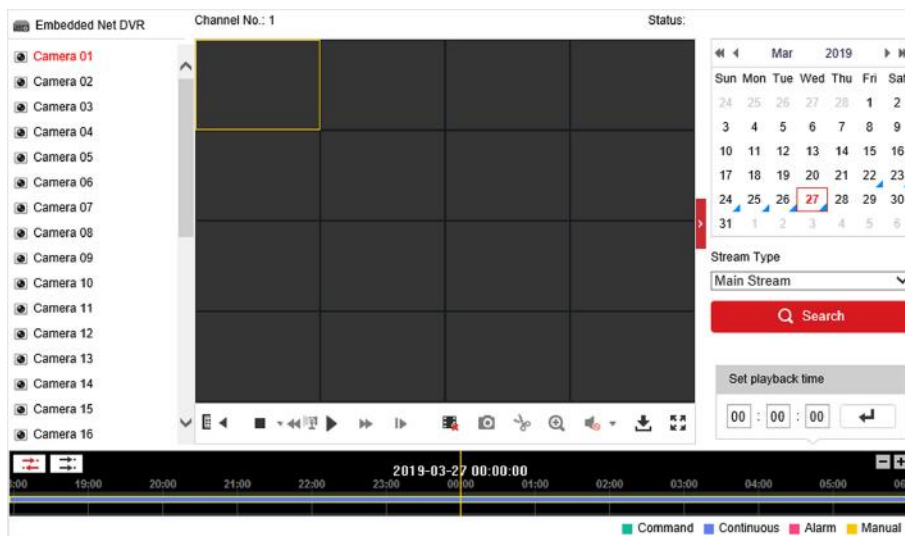 Embedded Net DVR
Channel No.: 1
Status:
Camera 01
Camera 02
Camera 03
Camera 04
Camera 05
Camera 06
Camera 07
Camera 08
Camera 09
Camera 10
Camera 11
Camera 12
Camera 13
Camera 14
Camera 15
Camera 16
Mar 2019
Sun Mon Tue Wed Thu Fri Sat
24 25 26 27 28 1 2
3 4 5 6 7 8 9
10 11 12 13 14 15 16
17 18 19 20 21 22 23
24 25 26 27 28 29 30
31 1 2 3 4 5 6
Stream Type
Main Stream
Search
Set playback time
00 : 00 : 00
2019-03-27 00:00:00
:00 19:00 20:00 21:00 22:00 23:00 00:00 01:00 02:00 03:00 04:00 05:00 06
Command Continuous Alarm Manual